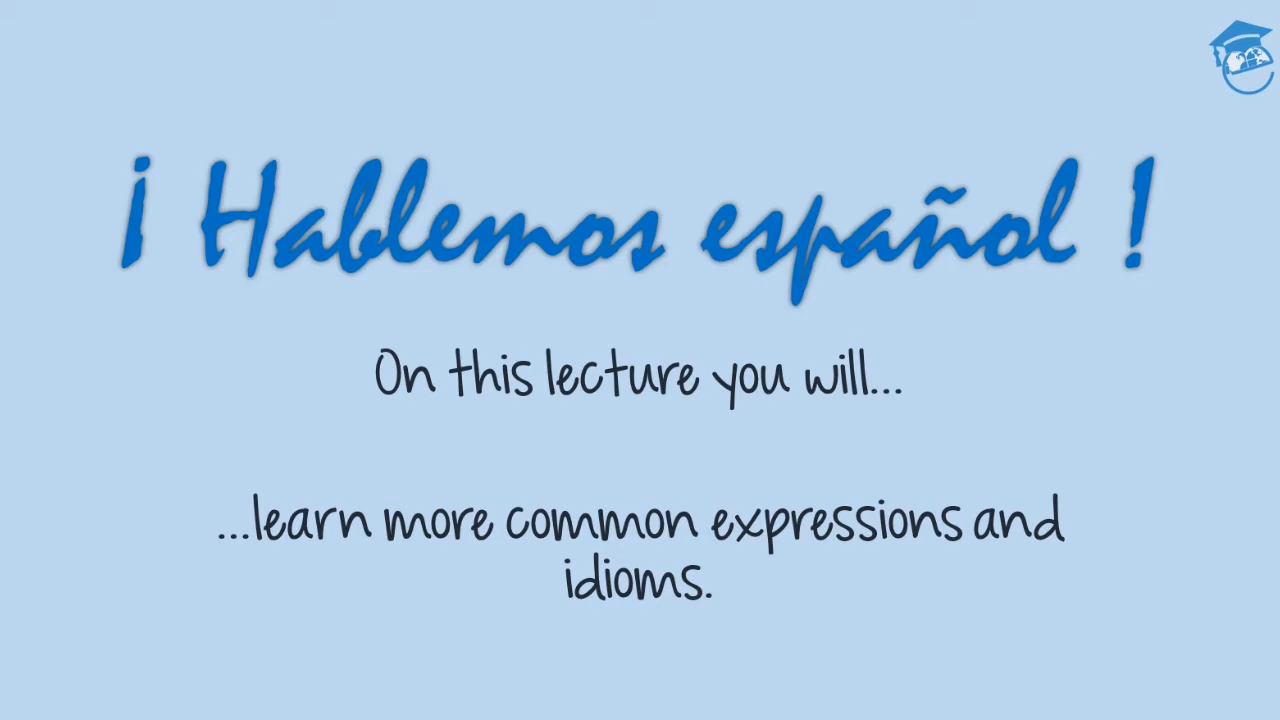 ¡ Hablemos español !
On this lecture you will...
...learn more common expressions and
idioms.